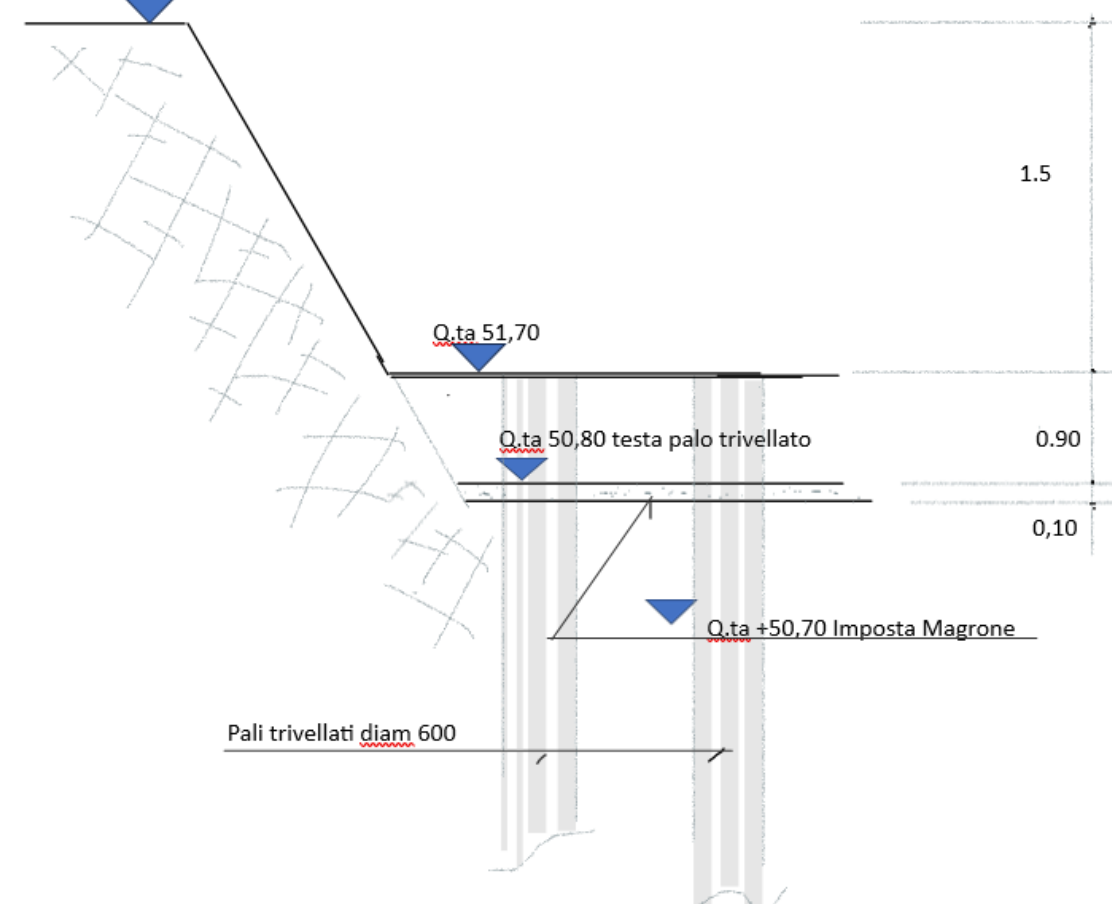 1.5
Q.ta 51,70
Q.ta 50,80 testa palo trivellato
0.90
0,10
Q.ta +50,70 Imposta Magrone
Pali trivellati diam 600